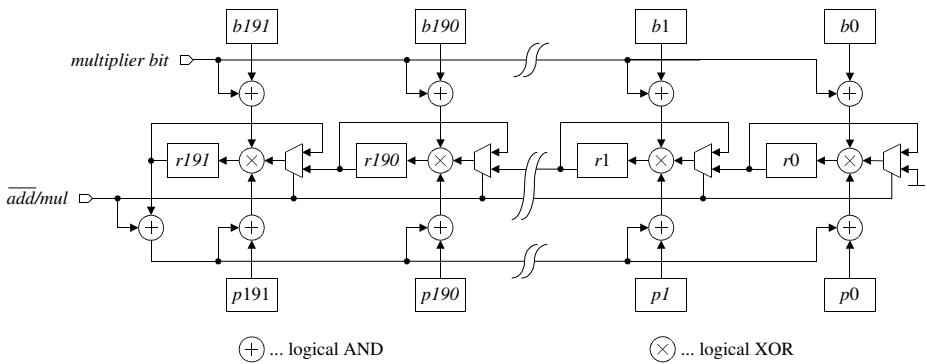 b191 b190 b1 b0
multiplier bit
r191 r190 r1 r0
add/mul
p191 p190 p1 p0
... logical AND ... logical XOR